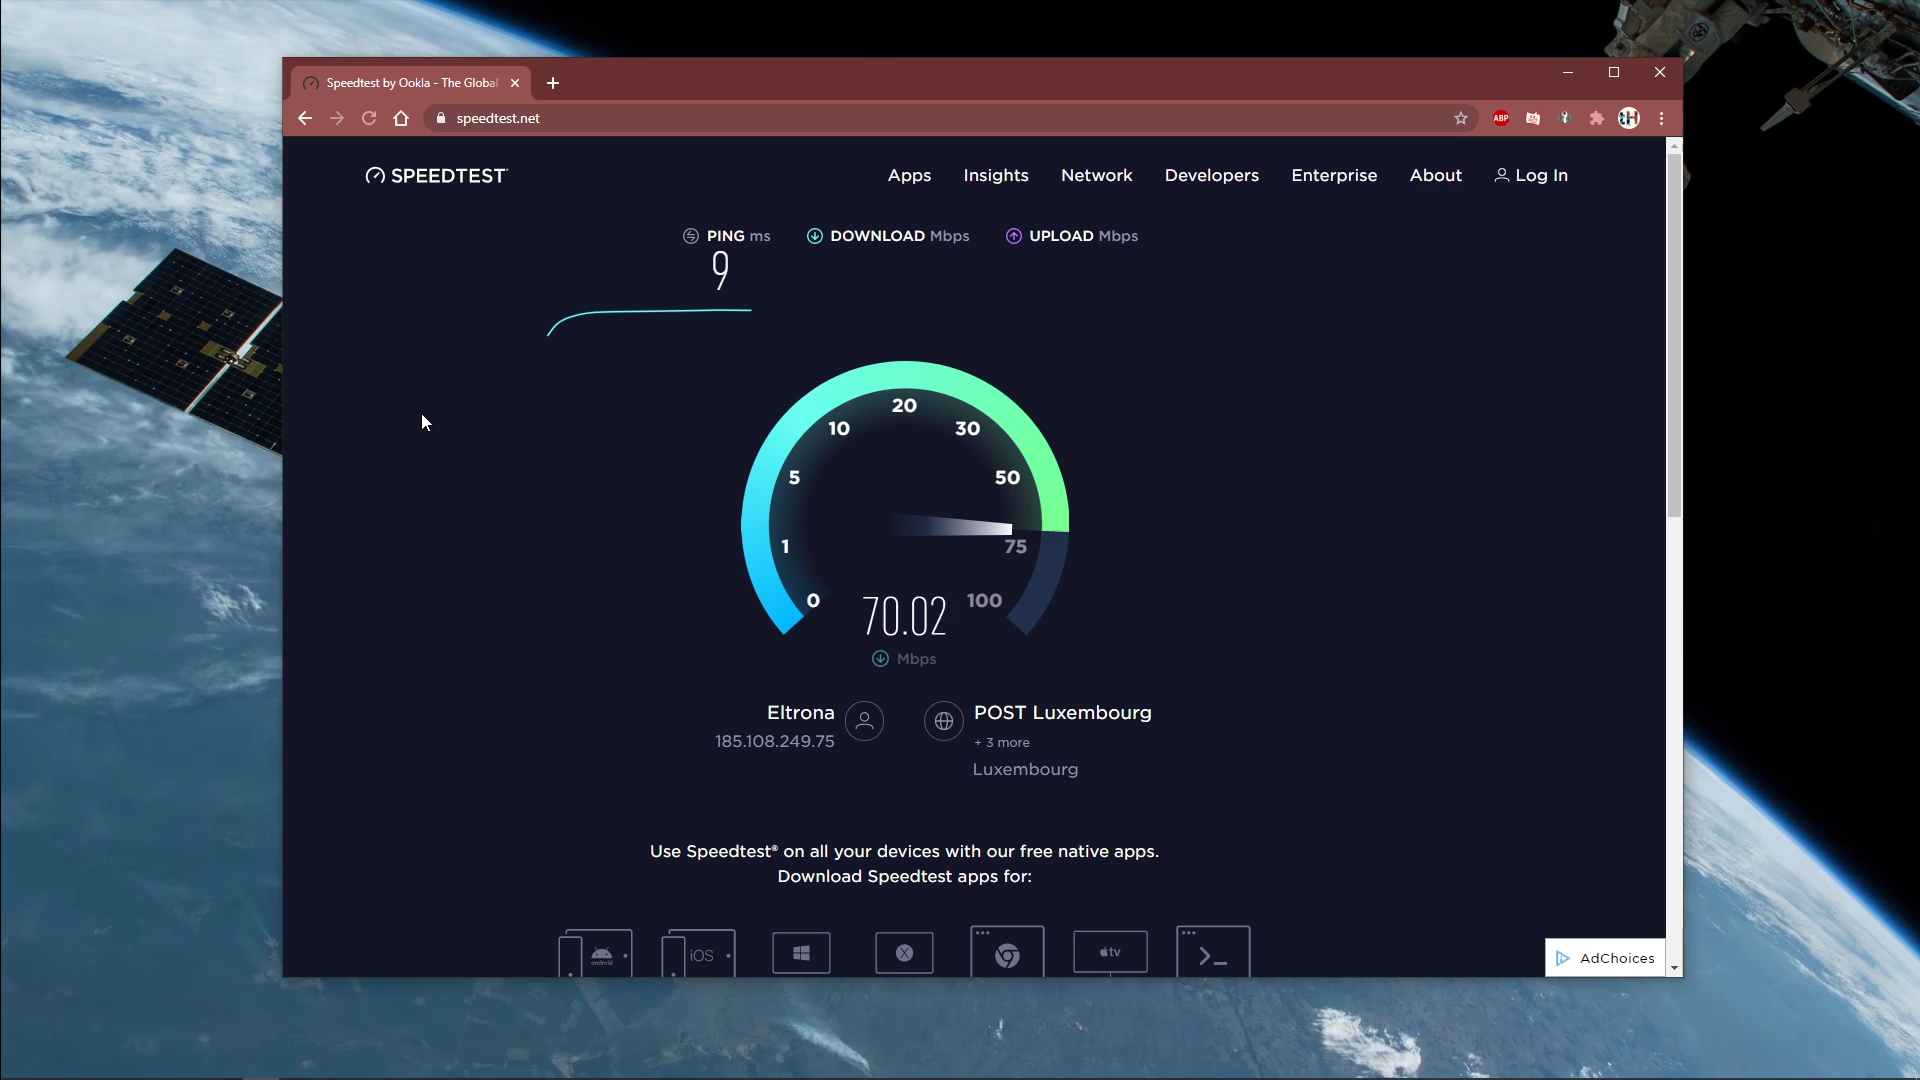 Speedtest by Ookla - The Global
speedtest.net
ABP
SPEEDTEST
Apps Insights Network Developers Enterprise About Log In
PING ms DOWNLOAD Mbps UPLOAD Mbps
9
20
10 30
5 50
1 75
0 100
70.02
Mbps
Eltrona POST Luxembourg
185.108.249.75 + 3 more
Luxembourg
Use Speedtest® on all your devices with our free native apps.
Download Speedtest apps for:
android iOS X tv >_
AdChoices